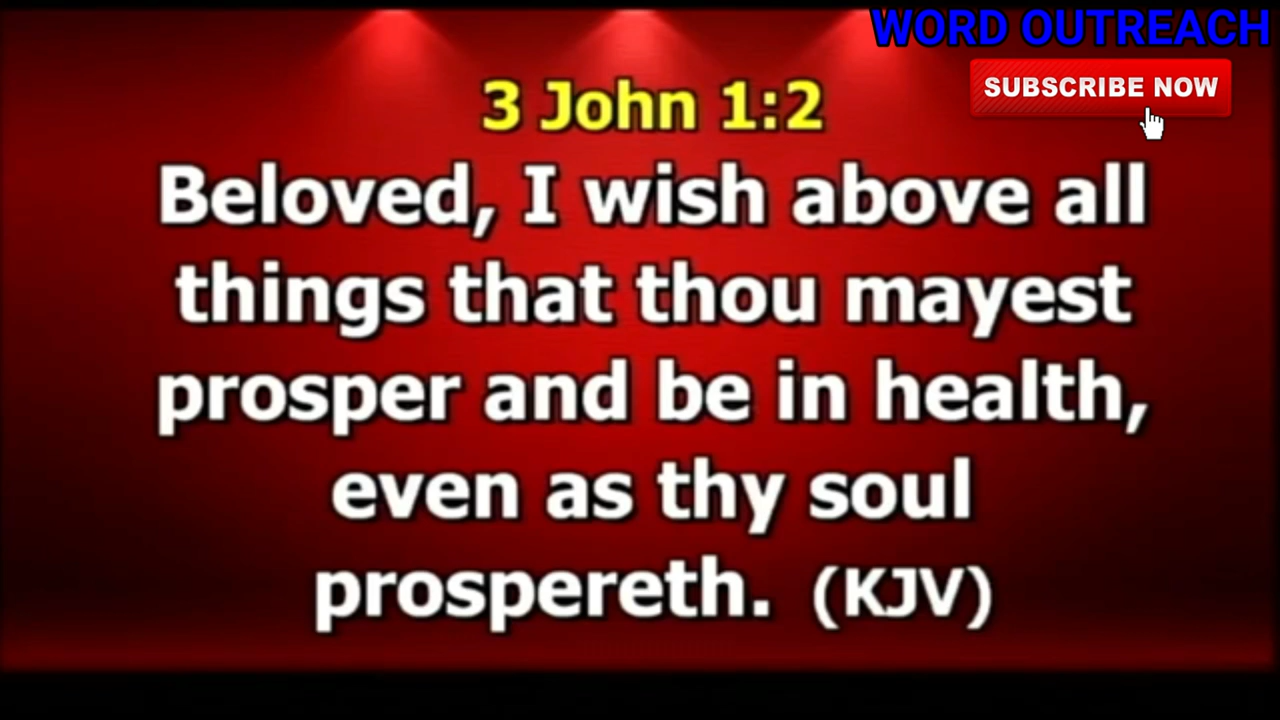 WORD OUTREACH
SUBSCRIBE NOW
3 John 1:2
Beloved, I wish above all
things that thou mayest
prosper and be in health,
even as thy soul
prospereth. (KJV)